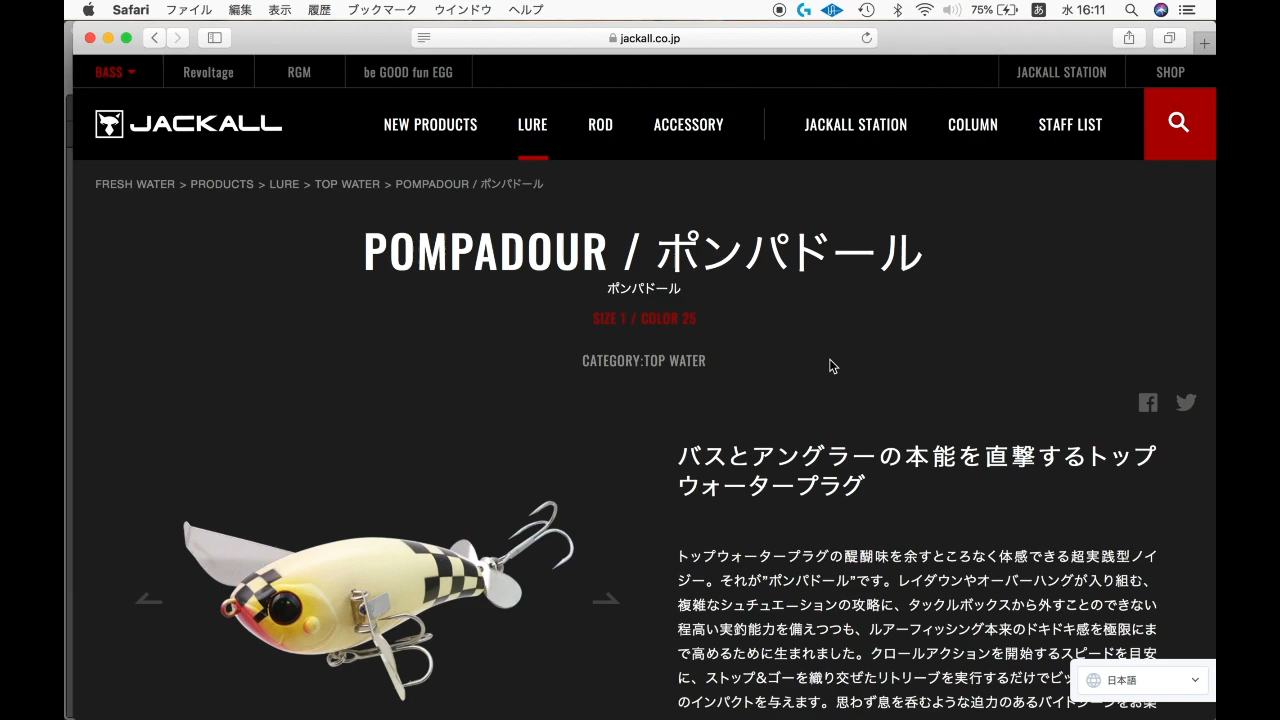 Safari ファイル 編集 表示 履歴 ブックマーク ウインドウ ヘルプ 75% あ 水 16:11
jackall.co.jp
BASS Revoltage RGM be GOOD fun EGG JACKALL STATION SHOP
JACKALL NEW PRODUCTS LURE ROD ACCESSORY JACKALL STATION COLUMN STAFF LIST
FRESH WATER > PRODUCTS > LURE > TOP WATER > POMPADOUR / ポンパドール
POMPADOUR / ポンパドール
ポンパドール
SIZE 1 / COLOR 25
CATEGORY:TOP WATER
バスとアングラーの本能を直撃するトップ
ウォータープラグ
トップウォータープラグの醍醐味を余すところなく体感できる超実践型ノイ
ジー。それが”ポンパドール”です。レイダウンやオーバーハングが入り組む、
複雑なシュチュエーションの攻略に、タックルボックスから外すことのできない
程高い実釣能力を備えつつも、ルアーフィッシング本来のドキドキ感を極限にま
で高めるために生まれました。クロールアクションを開始するスピードを目安
に、ストップ&ゴーを織り交ぜたリトリーブを実行するだけでビッ
のインパクトを与えます。思わず息を呑むような迫力のあるバイトシーンをお楽
日本語